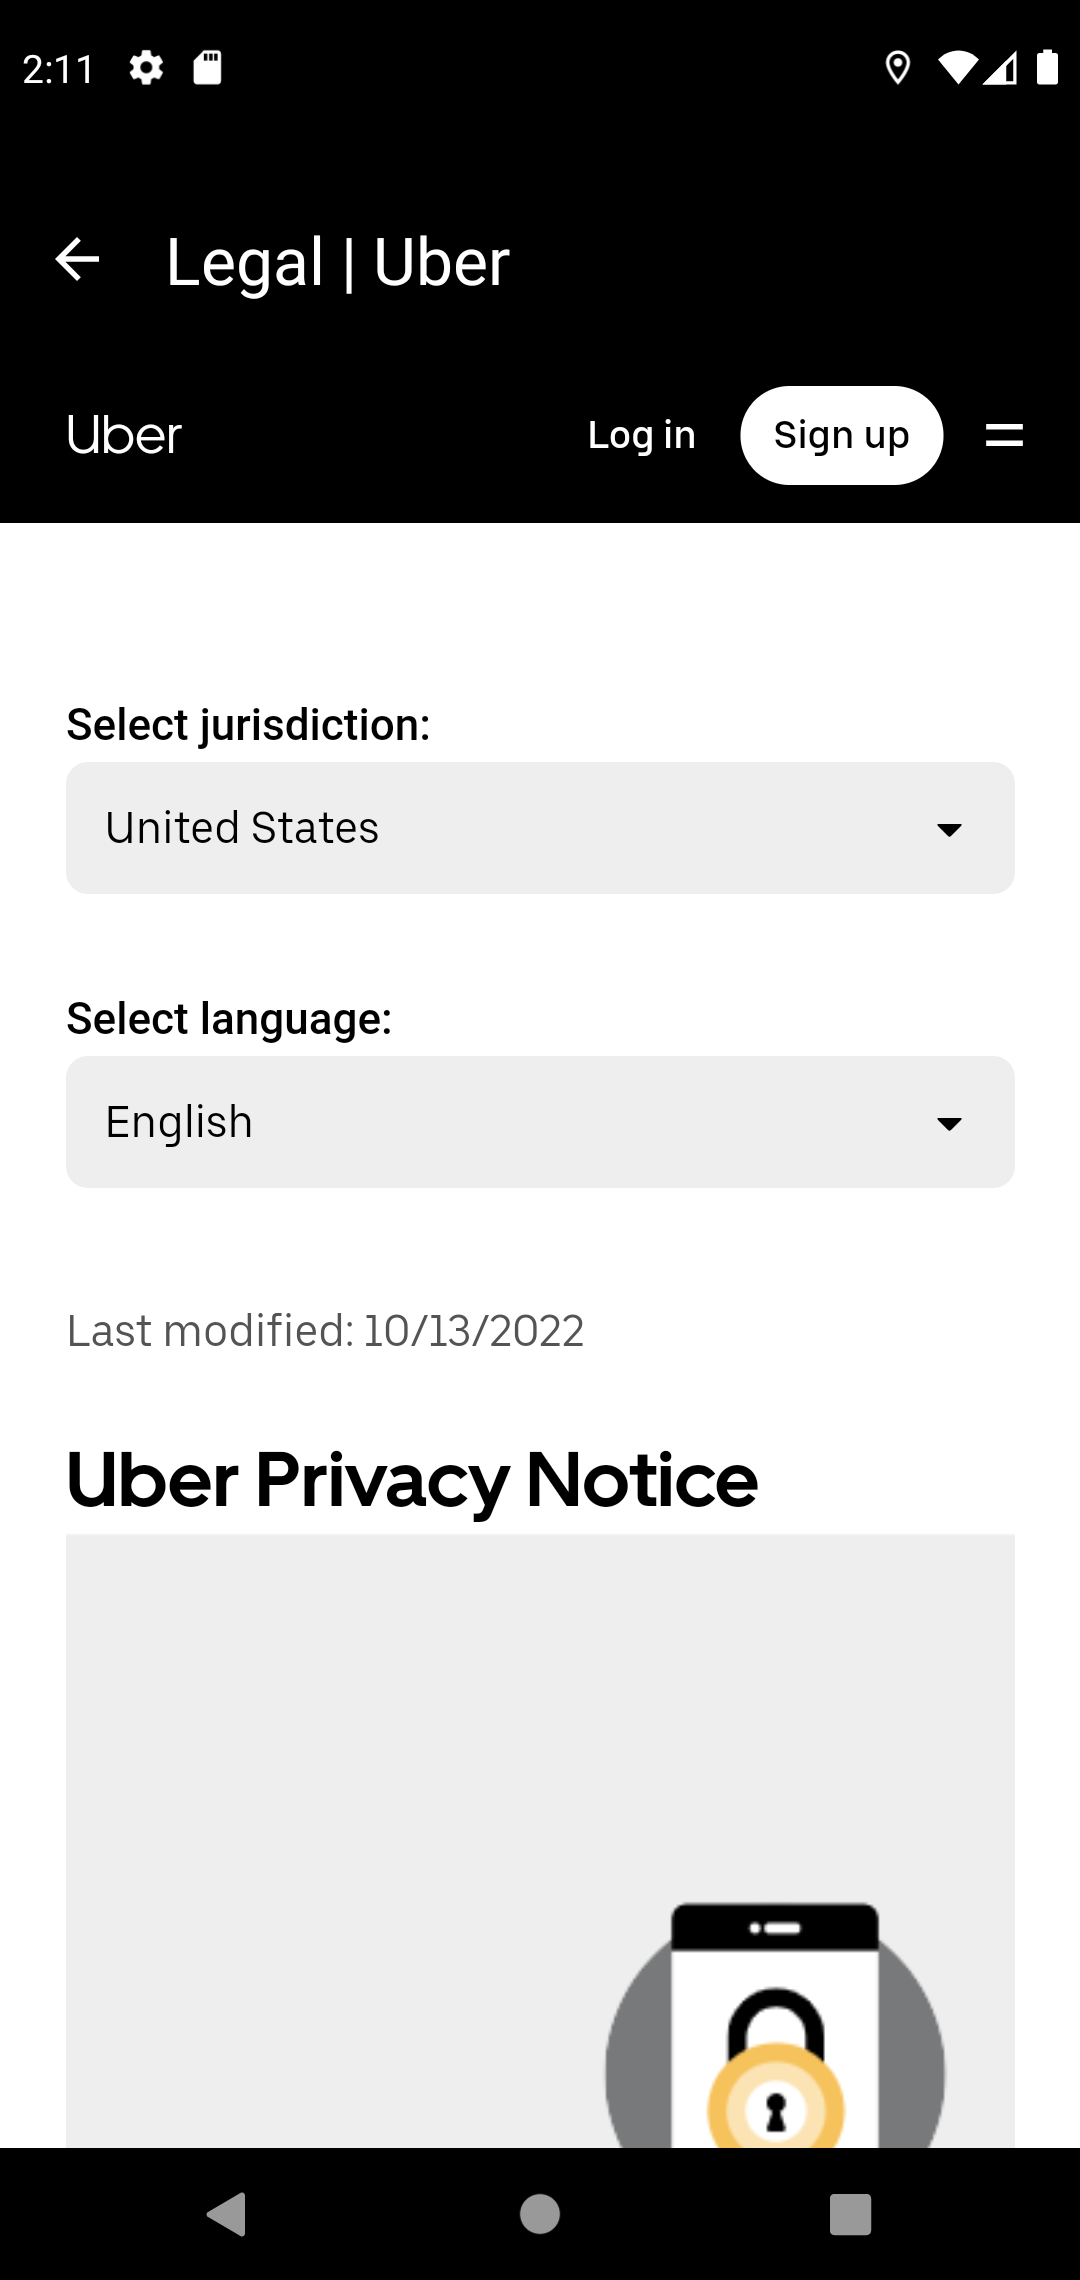 2:11
Legal | Uber
Uber
Log in
Sign up
Select jurisdiction:
United States
Select language:
English
Last modified: 10/13/2022
Uber Privacy Notice